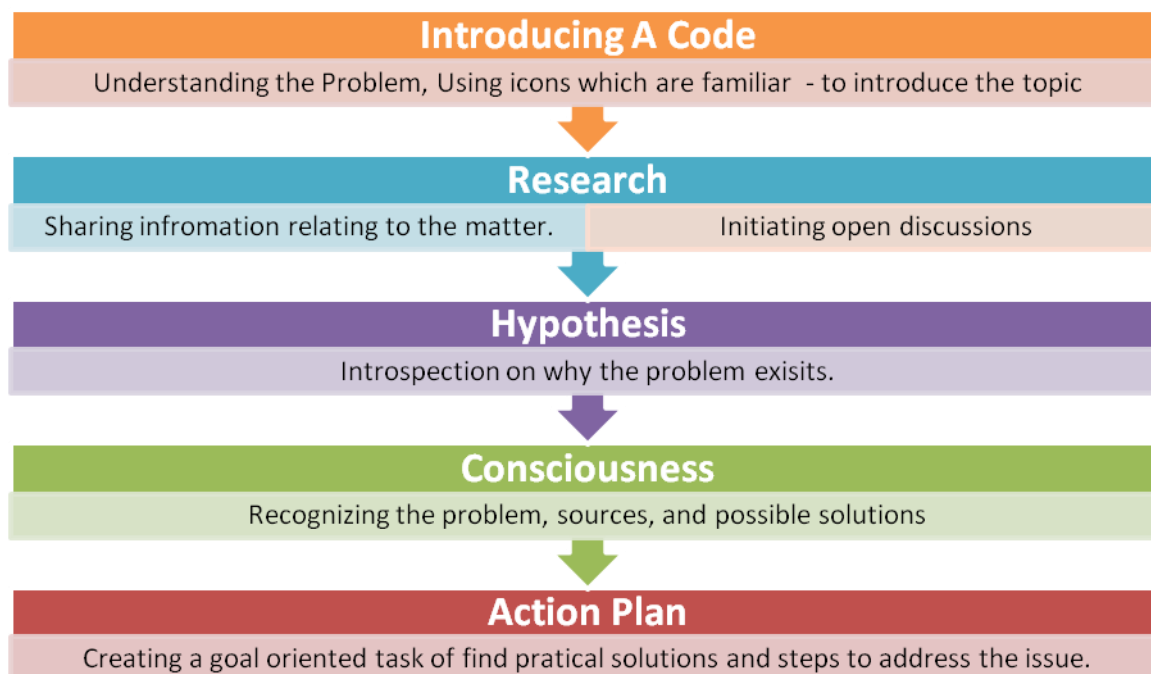 Introducing A Code
Understanding the Problem, Using icons which are familiar - to introduce the topic
Research
Sharing infromation relating to the matter.
Initiating open discussions
Hypothesis
Introspection on why the problem exisits.
Consciousness
Recognizing the problem, sources, and possible solutions
Action Plan
Creating a goal oriented task of find pratical solutions and steps to address the issue.